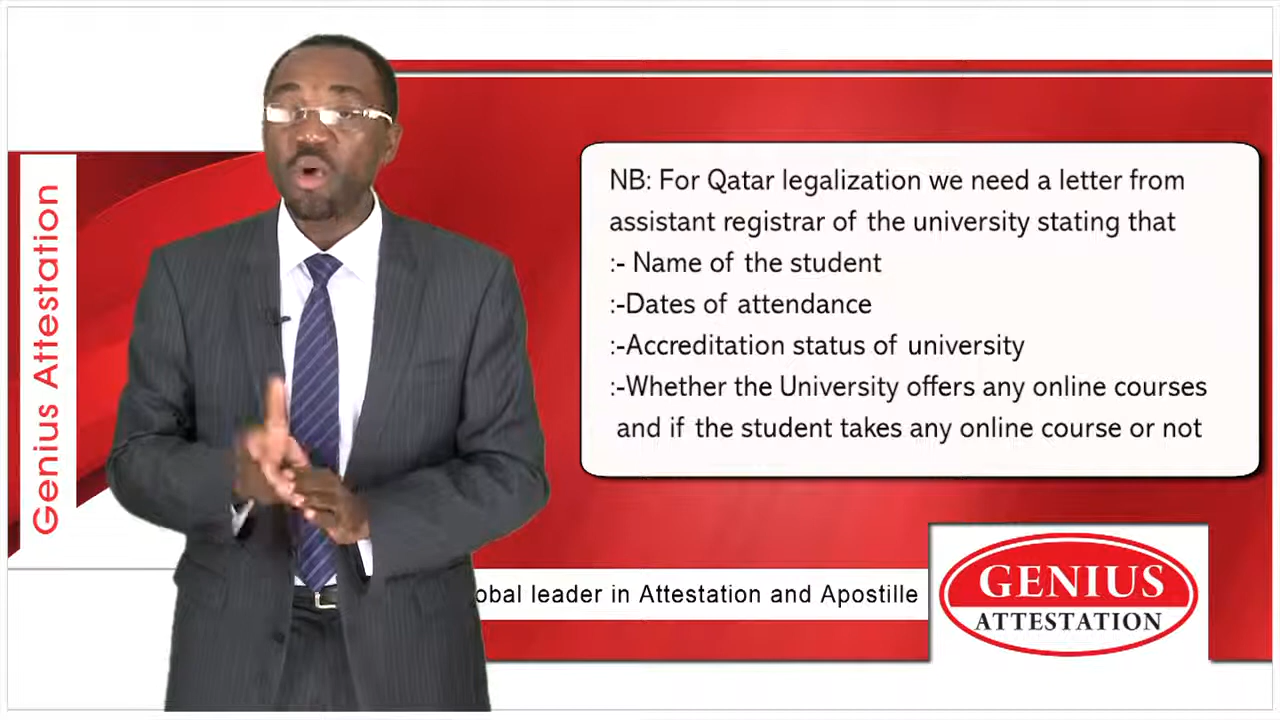 Genius Attestation
NB: For Qatar legalization we need a letter from
assistant registrar of the university stating that
:- Name of the student
:-Dates of attendance
:-Accreditation status of university
:-Whether the University offers any online courses
and if the student takes any online course or not
obal leader in Attestation and Apostille
GENIUS
ATTESTATION